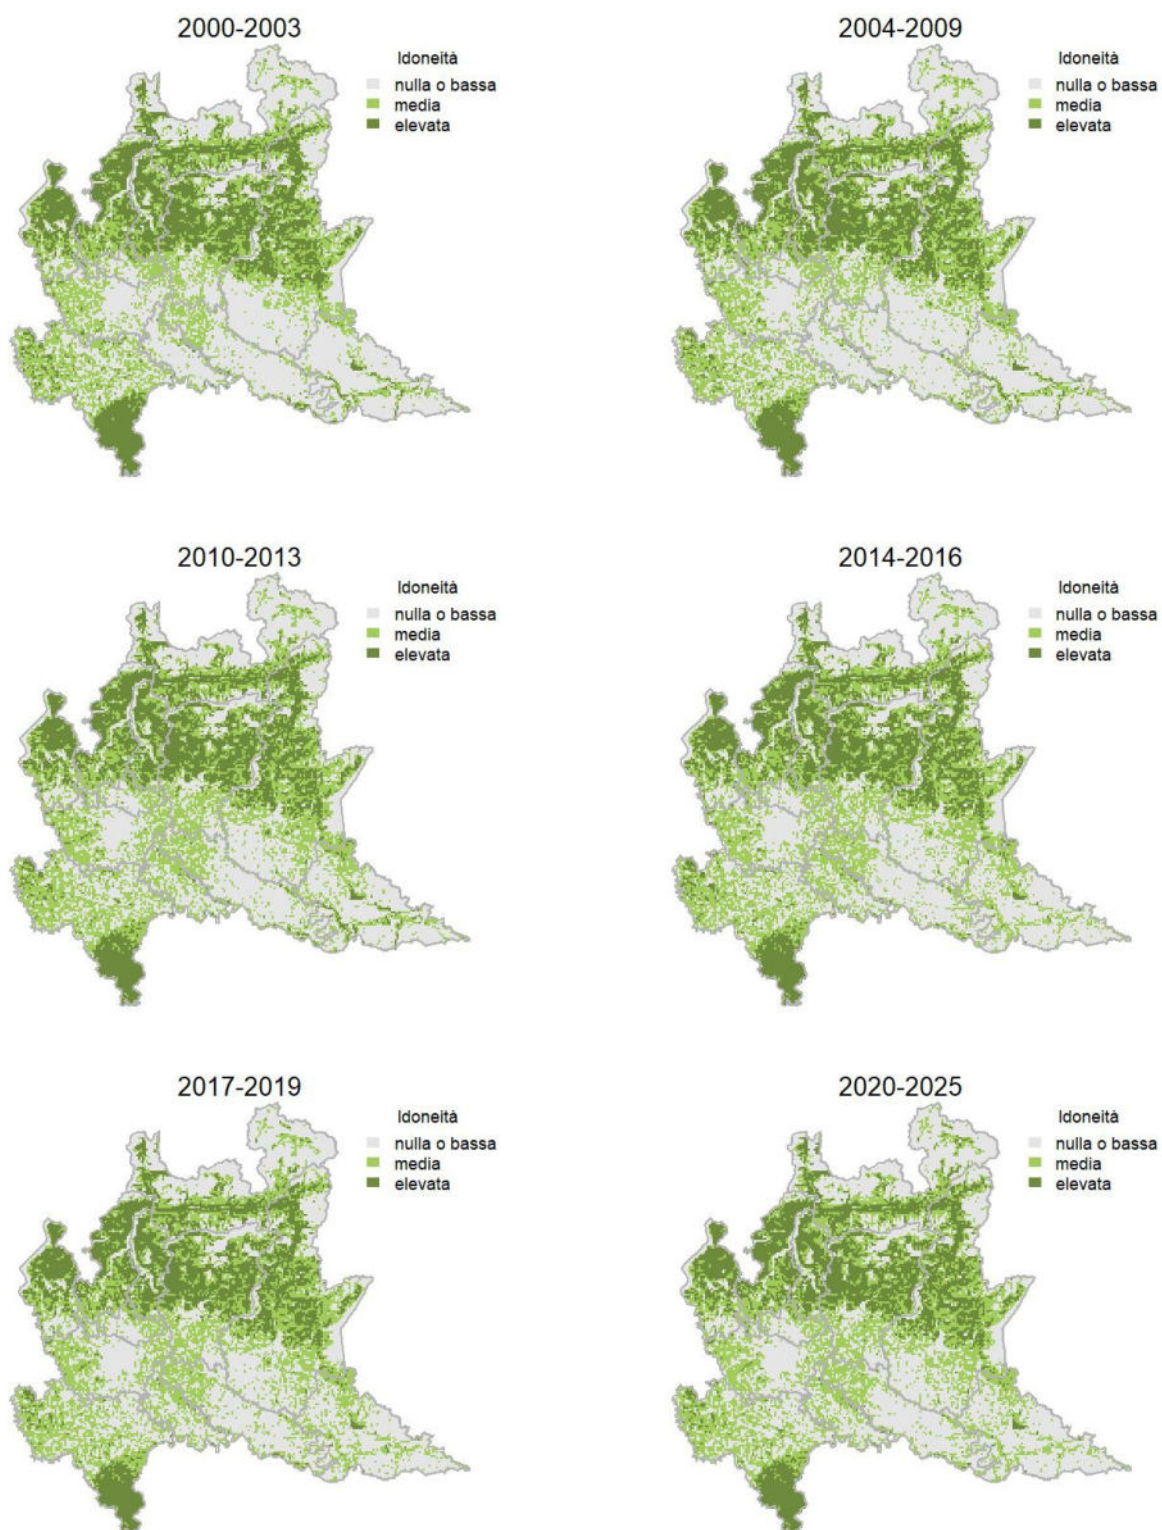 2000-2003
Idoneità
nulla o bassa
media
elevata
2004-2009
Idoneità
nulla o bassa
media
elevata
2010-2013
Idoneità
nulla o bassa
media
elevata
2014-2016
Idoneità
nulla o bassa
media
elevata
2017-2019
Idoneità
nulla o bassa
media
elevata
2020-2025
Idoneità
nulla o bassa
media
elevata